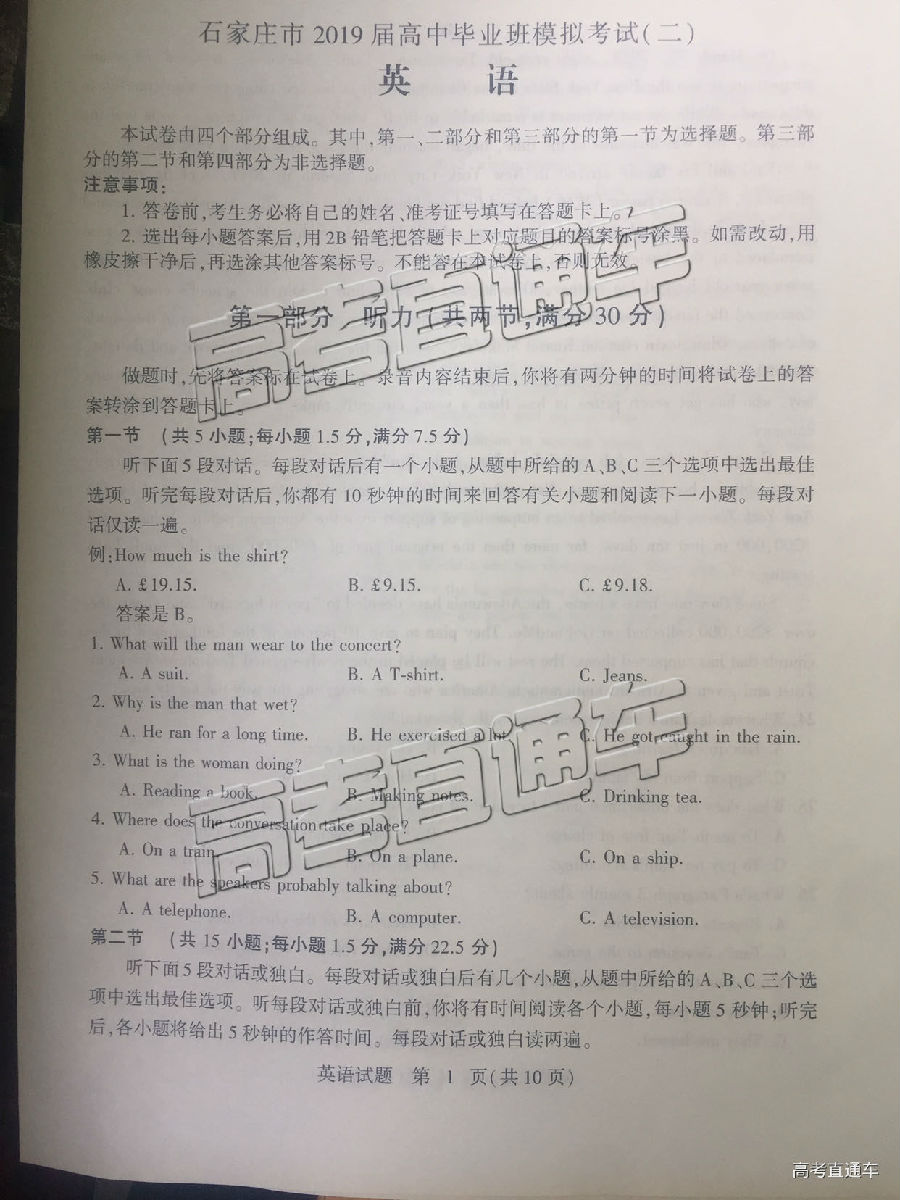 石家庄市 2019 届高中毕业班模拟考试(二)
英 语
本试卷由四个部分组成。其中,第一、二部分和第三部分的第一节为选择题。第三部
分的第二节和第四部分为非选择题。
注意事项:
1. 答卷前,考生务必将自己的姓名、准考证号填写在答题卡上。
2. 选出每小题答案后,用 2B 铅笔把答题卡上对应题目的答案标号涂黑。如需改动,用
橡皮擦干净后,再选涂其他答案标号。不能答在本试卷上,否则无效。
第一部分 听力(共两节,满分 30 分)
做题时,先将答案标在试卷上。录音内容结束后,你将有两分钟的时间将试卷上的答
案转涂到答题卡上。
第一节 (共 5 小题;每小题 1.5 分,满分 7.5 分)
听下面 5 段对话。每段对话后有一个小题,从题中所给的 A、B、C 三个选项中选出最佳
选项。听完每段对话后,你都有 10 秒钟的时间来回答有关小题和阅读下一小题。每段对
话仅读一遍。
例:How much is the shirt?
A. £19.15. B. £9.15. C. £9.18.
答案是 B。
1. What will the man wear to the concert?
A. A suit. B. A T-shirt. C. Jeans.
2. Why is the man that wet?
A. He ran for a long time. B. He exercised a lot. C. He got caught in the rain.
3. What is the woman doing?
A. Reading a book. B. Making notes. C. Drinking tea.
4. Where does the conversation take place?
A. On a train. B. On a plane. C. On a ship.
5. What are the speakers probably talking about?
A. A telephone. B. A computer. C. A television.
第二节 (共 15 小题;每小题 1.5 分,满分 22.5 分)
听下面 5 段对话或独白。每段对话或独白后有几个小题,从题中所给的 A、B、C 三个选
项中选出最佳选项。听每段对话或独白前,你将有时间阅读各个小题,每小题 5 秒钟;听完
后,各小题将给出 5 秒钟的作答时间。每段对话或独白读两遍。
英语试题 第 1 页(共 10 页)
高考直通车
高考直通车
高考直通车